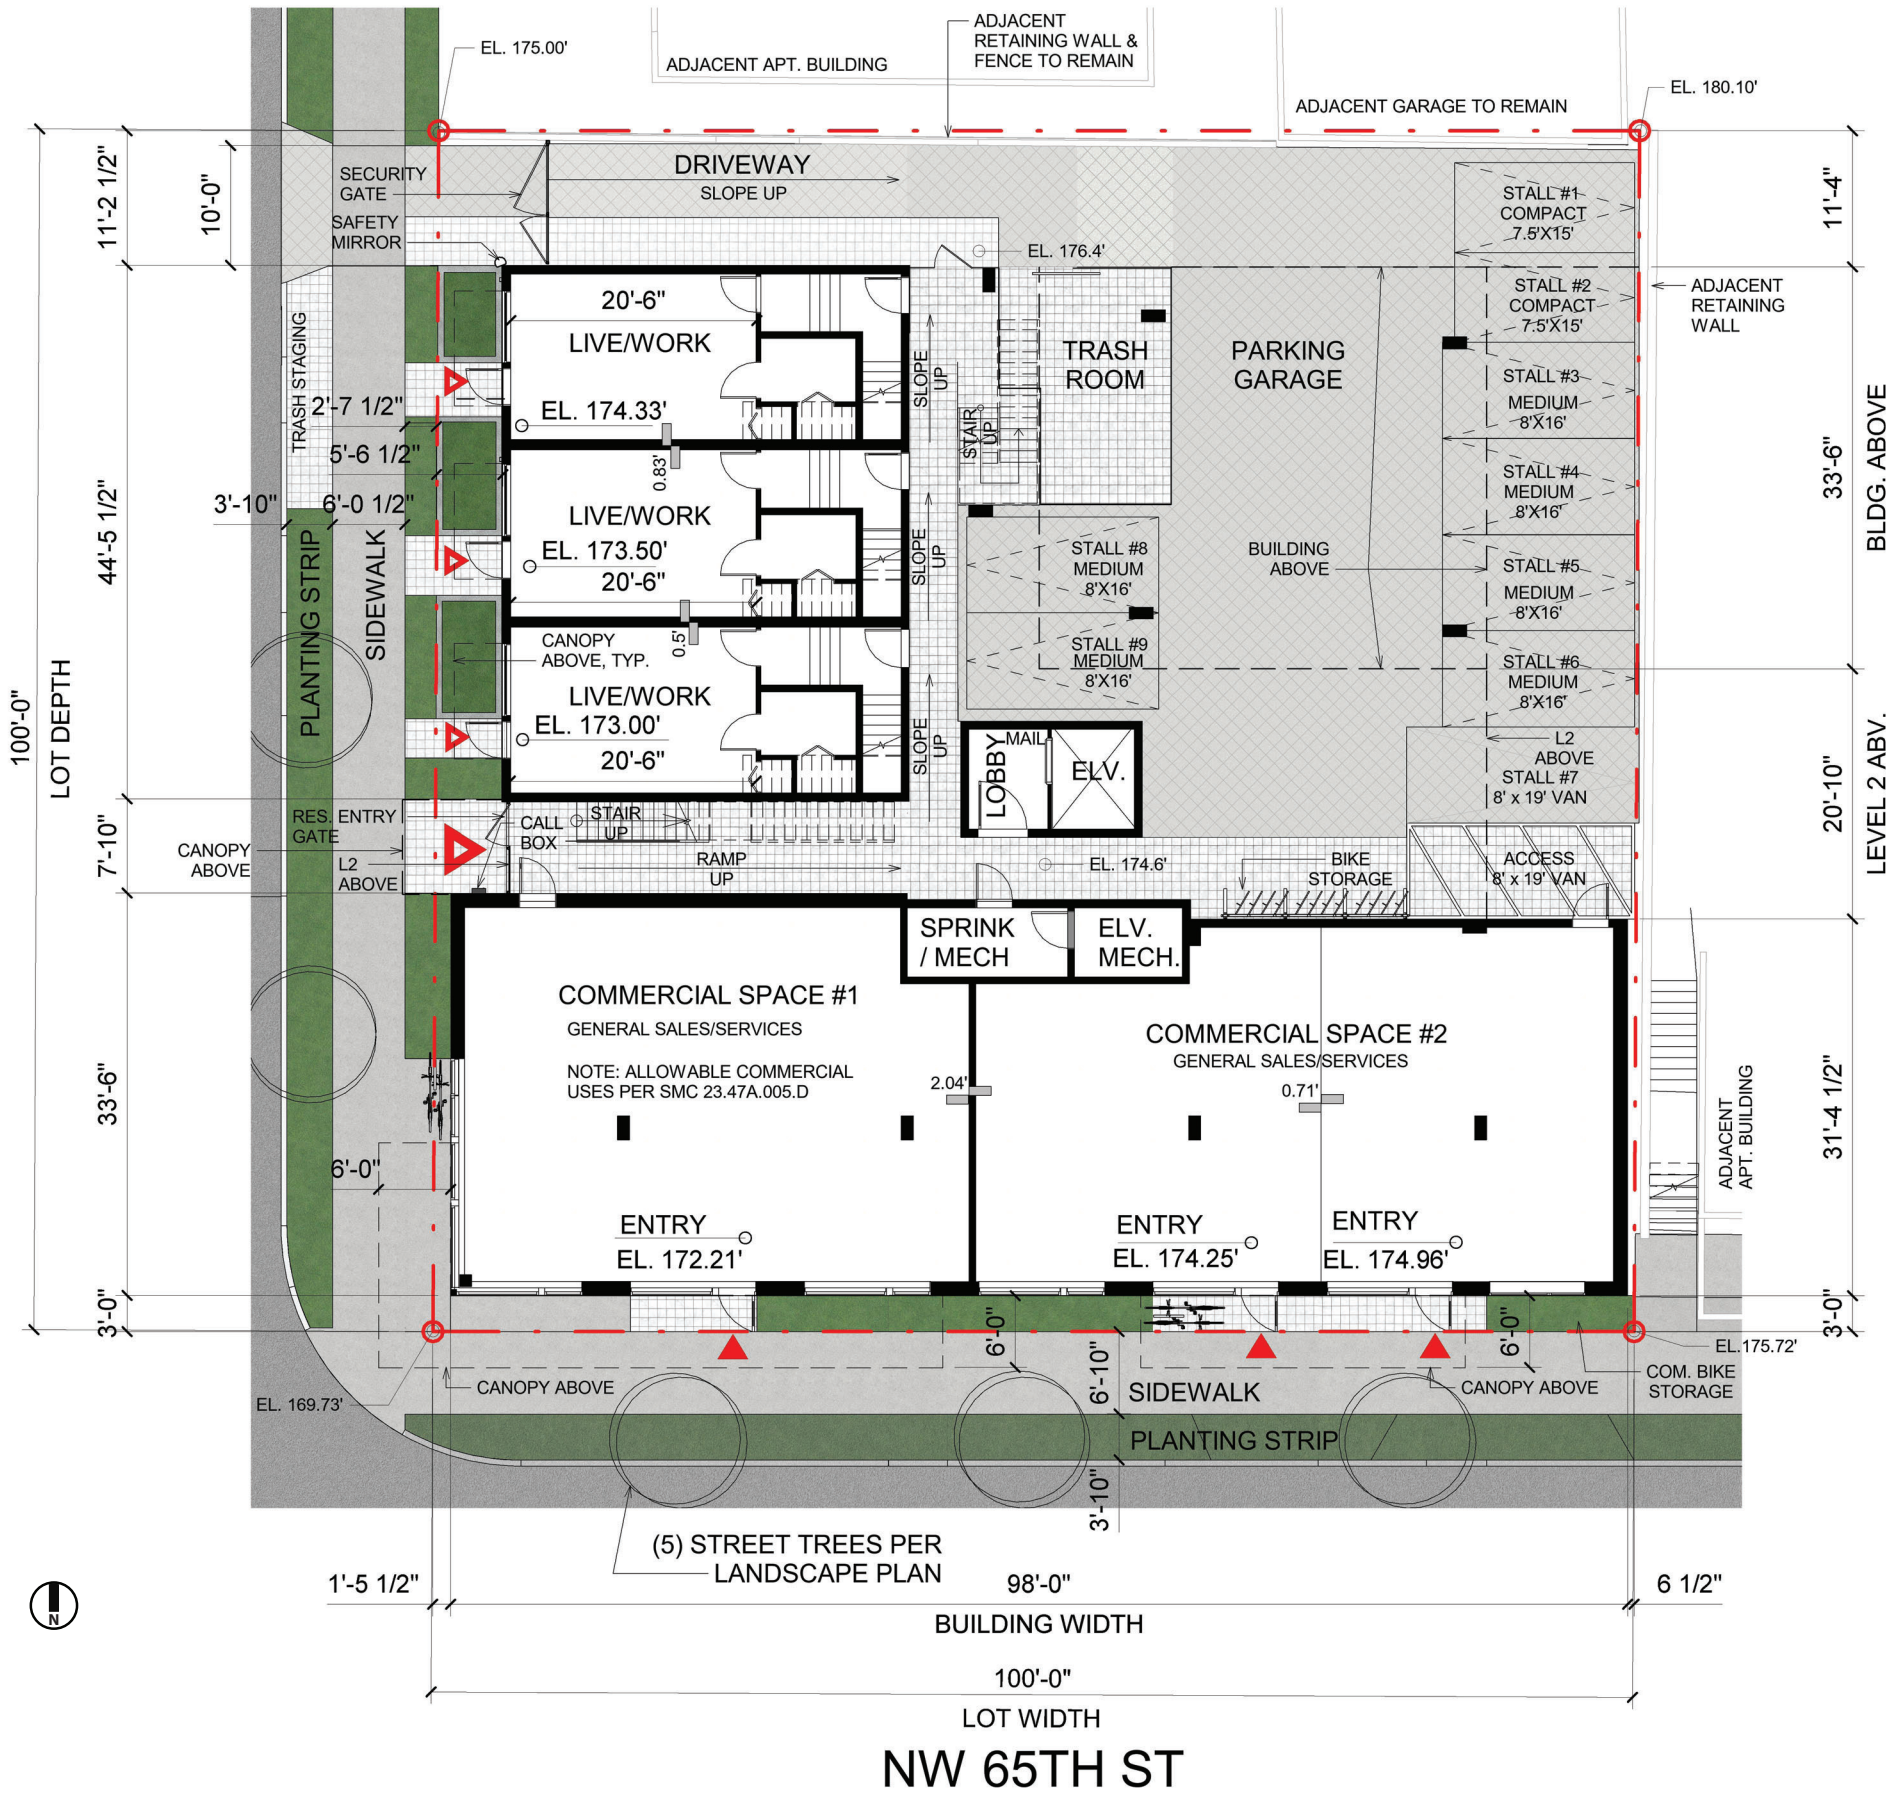 ADJACENT
RETAINING WALL &
FENCE TO REMAIN
EL. 175.00'
ADJACENT APT. BUILDING
EL. 180.10'
ADJACENT GARAGE TO REMAIN
11'-2 1/2"
10'-0"
SECURITY
GATE
SAFETY
MIRROR
DRIVEWAY
SLOPE UP
EL. 176.4'
STALL #1
COMPACT
7.5'X15'
11'-4"
STALL #2
COMPACT
7.5'X15'
ADJACENT
RETAINING
WALL
TRASH STAGING
20'-6"
LIVE/WORK
EL. 174.33'
SLOPE
UP
TRASH
ROOM
PARKING
GARAGE
STALL #3
MEDIUM
8'X16'
2'-7 1/2"
5'-6 1/2"
3'-10"
6'-0 1/2"
0.83'
STAIR
UP
STALL #4
MEDIUM
8'X16'
33'-6"
BLDG. ABOVE
44'-5 1/2"
PLANTING STRIP
SIDEWALK
LIVE/WORK
EL. 173.50'
20'-6"
SLOPE
UP
STALL #8
MEDIUM
8'X16'
BUILDING
ABOVE
STALL #5
MEDIUM
8'X16'
CANOPY
ABOVE, TYP.
0.5'
LIVE/WORK
EL. 173.00'
20'-6"
SLOPE
UP
STALL #9
MEDIUM
8'X16'
STALL #6
MEDIUM
8'X16'
100'-0"
LOT DEPTH
LOBBY
MAIL
ELV.
L2
ABOVE
STALL #7
8' x 19' VAN
20'-10"
LEVEL 2 ABV.
7'-10"
RES. ENTRY
GATE
CANOPY
ABOVE
L2
ABOVE
CALL
BOX
STAIR
UP
RAMP
UP
EL. 174.6'
BIKE
STORAGE
ACCESS
8' x 19' VAN
SPRINK
/ MECH
ELV.
MECH.
COMMERCIAL SPACE #1
GENERAL SALES/SERVICES
NOTE: ALLOWABLE COMMERCIAL
USES PER SMC 23.47A.005.D
2.04'
COMMERCIAL SPACE #2
GENERAL SALES/SERVICES
0.71'
33'-6"
6'-0"
31'-4 1/2"
ADJACENT
APT. BUILDING
ENTRY
EL. 172.21'
ENTRY
EL. 174.25'
ENTRY
EL. 174.96'
3'-0"
6'-0"
6'-0"
3'-0"
EL.175.72'
6'-10"
EL. 169.73'
CANOPY ABOVE
SIDEWALK
CANOPY ABOVE
COM. BIKE
STORAGE
PLANTING STRIP
3'-10"
(5) STREET TREES PER
LANDSCAPE PLAN
N
1'-5 1/2"
98'-0"
6 1/2"
BUILDING WIDTH
100'-0"
LOT WIDTH
NW 65TH ST